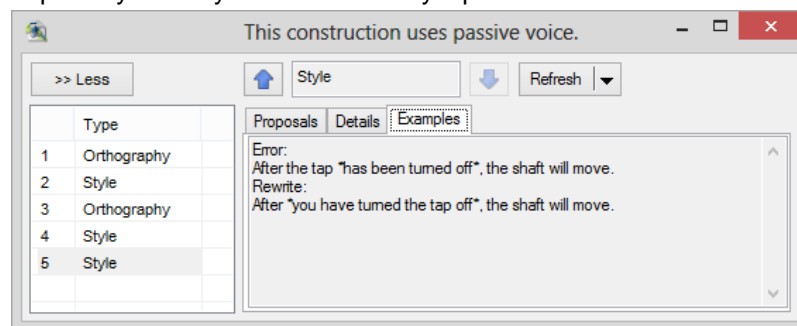 This construction uses passive voice.
>> Less
Style
Refresh
Type
1 Orthography
2 Style
3 Orthography
4 Style
5 Style
Proposals Details Examples
Error:
After the tap *has been turned off*, the shaft will move.
Rewrite:
After *you have turned the tap off*, the shaft will move.